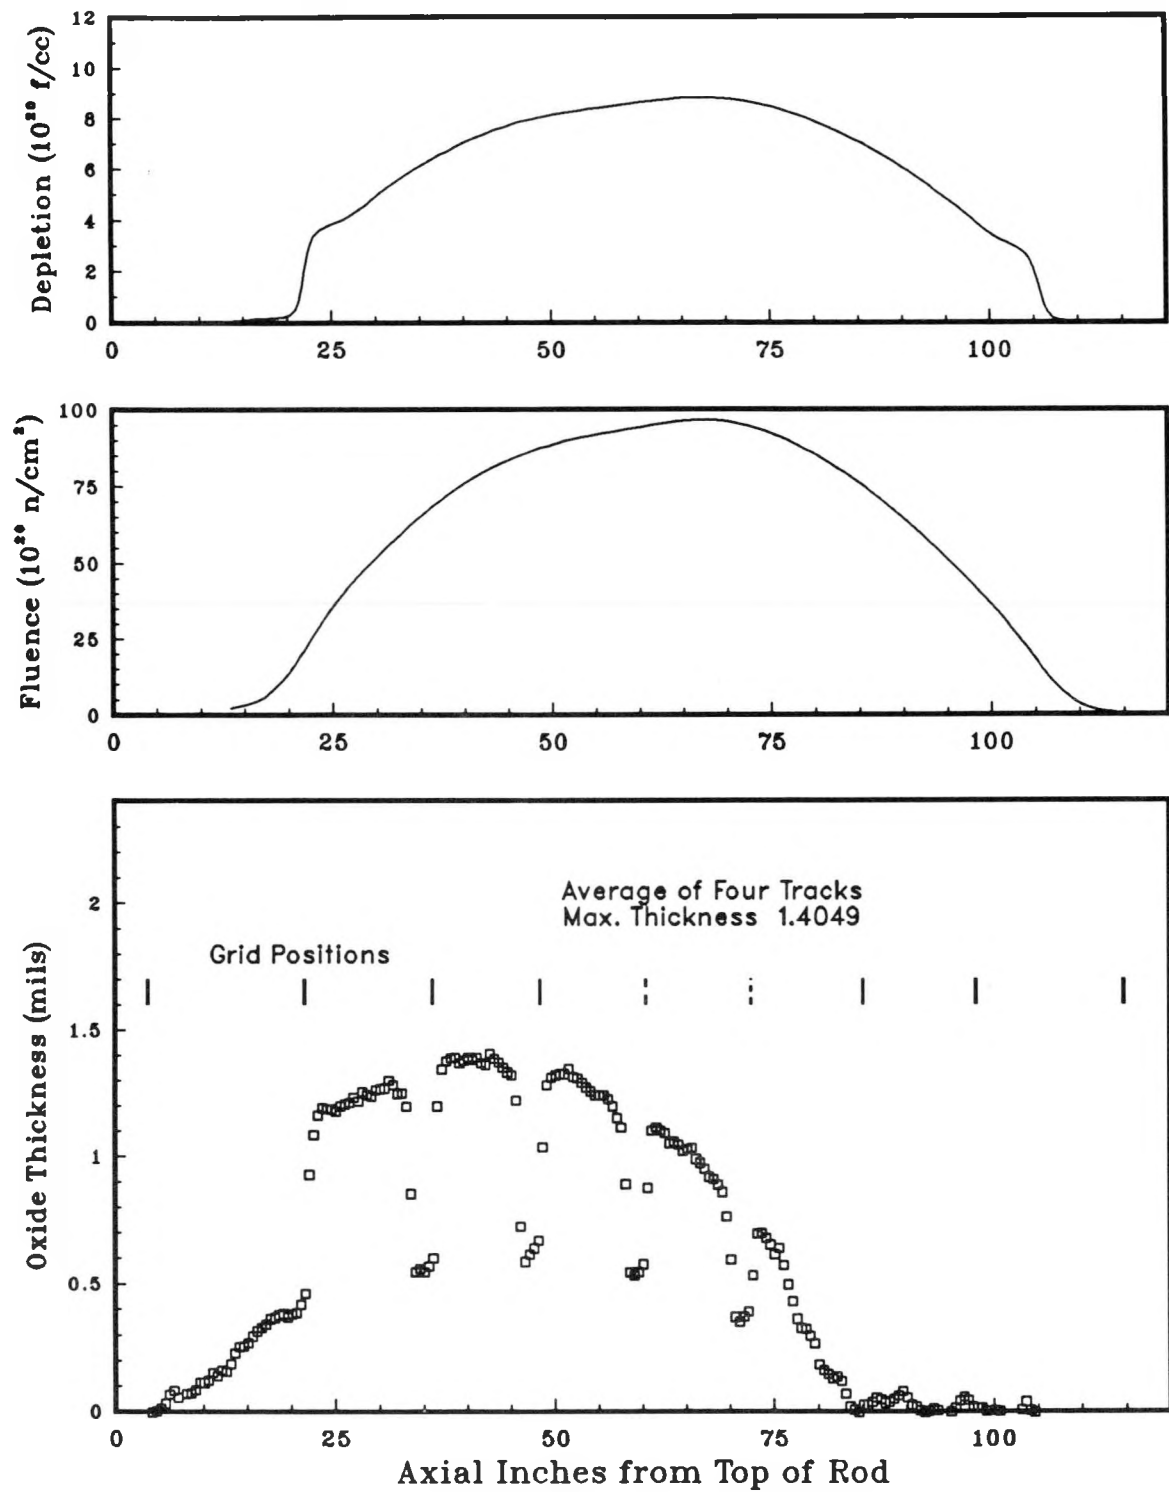 12
10
8
6
4
2
0
Depletion (10²⁰ f/cc)
0 25 50 75 100
100
75
50
25
0
Fluence (10²⁰ n/cm²)
0 25 50 75 100
Average of Four Tracks
Max. Thickness 1.4049
Grid Positions
2
1.5
1
0.5
0
Oxide Thickness (mils)
0 25 50 75 100
Axial Inches from Top of Rod